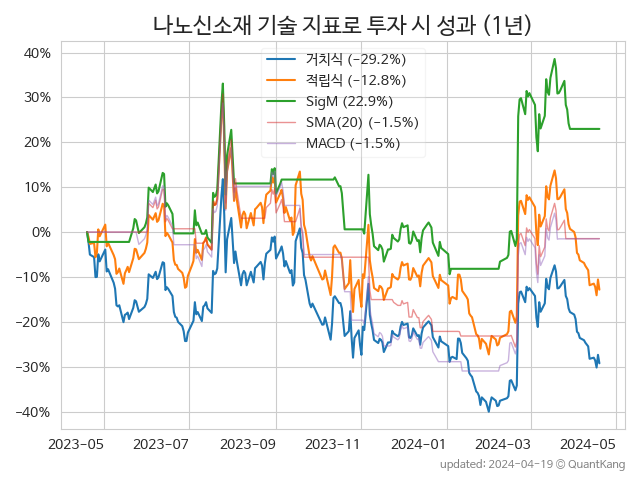 나노신소재 기술 지표로 투자 시 성과 (1년)
거치식 (−29.2%)
적립식 (−12.8%)
SigM (22.9%)
SMA(20) (−1.5%)
MACD (−1.5%)
40%
30%
20%
10%
0%
−10%
−20%
−30%
−40%
2023−05 2023−07 2023−09 2023−11 2024−01 2024−03 2024−05
updated: 2024−04−19 ⓒ QuantKang